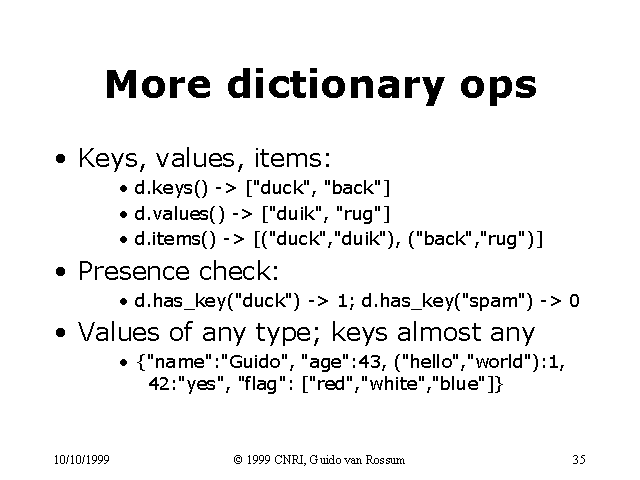 More dictionary ops
• Keys, values, items:
• d.keys() -> ["duck", "back"]
• d.values() -> ["duik", "rug"]
• d.items() -> [("duck","duik"), ("back","rug")]
• Presence check:
• d.has_key("duck") -> 1; d.has_key("spam") -> 0
• Values of any type; keys almost any
• {"name":"Guido", "age":43, ("hello","world"):1,
42:"yes", "flag": ["red","white","blue"]}
10/10/1999 © 1999 CNRI, Guido van Rossum 35